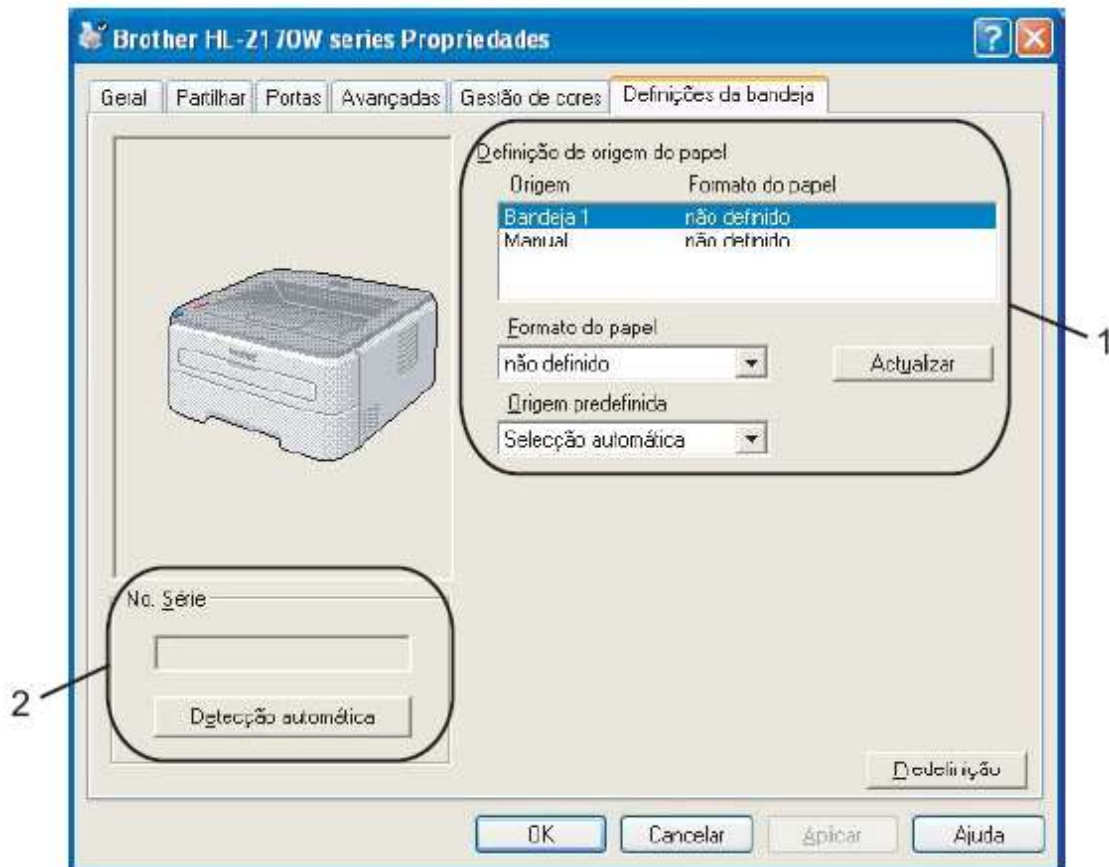 Brother HL-2170W series Propriedades
Geral Partilhar Portas Avançadas Gestão de cores Definições da bandeja
Definição de origem do papel
Origem Formato do papel
Bandeja 1 não definido
Manual não definido
1
Formato do papel
não definido
Actualizar
Origem predefinida
Selecção automática
No. Série
2
Detecção automática
Predefinição
OK Cancelar Aplicar Ajuda